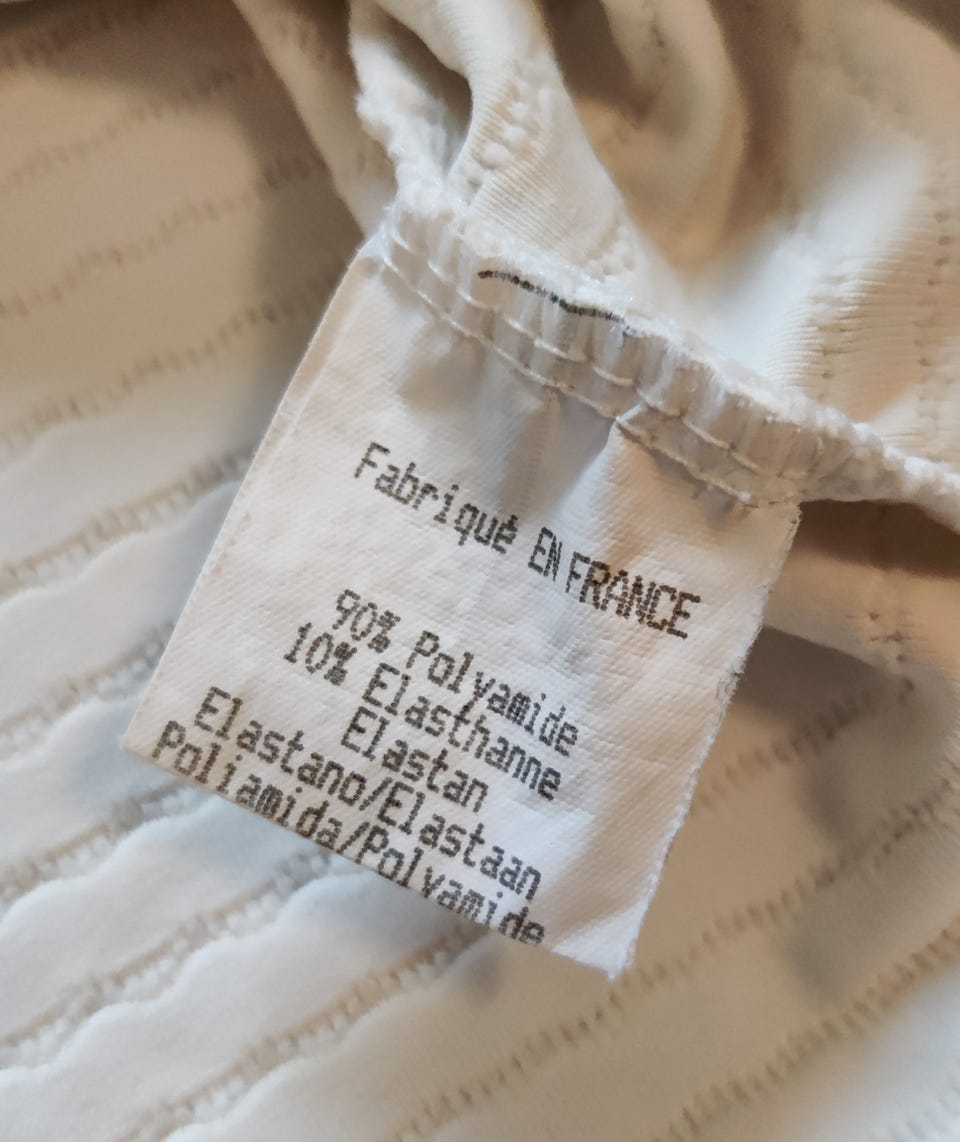 Fabriqué EN FRANCE
90% Polyamide
10% Elasthanne
Elastan
Elastano/Elastaan
Poliamida/Polyamide